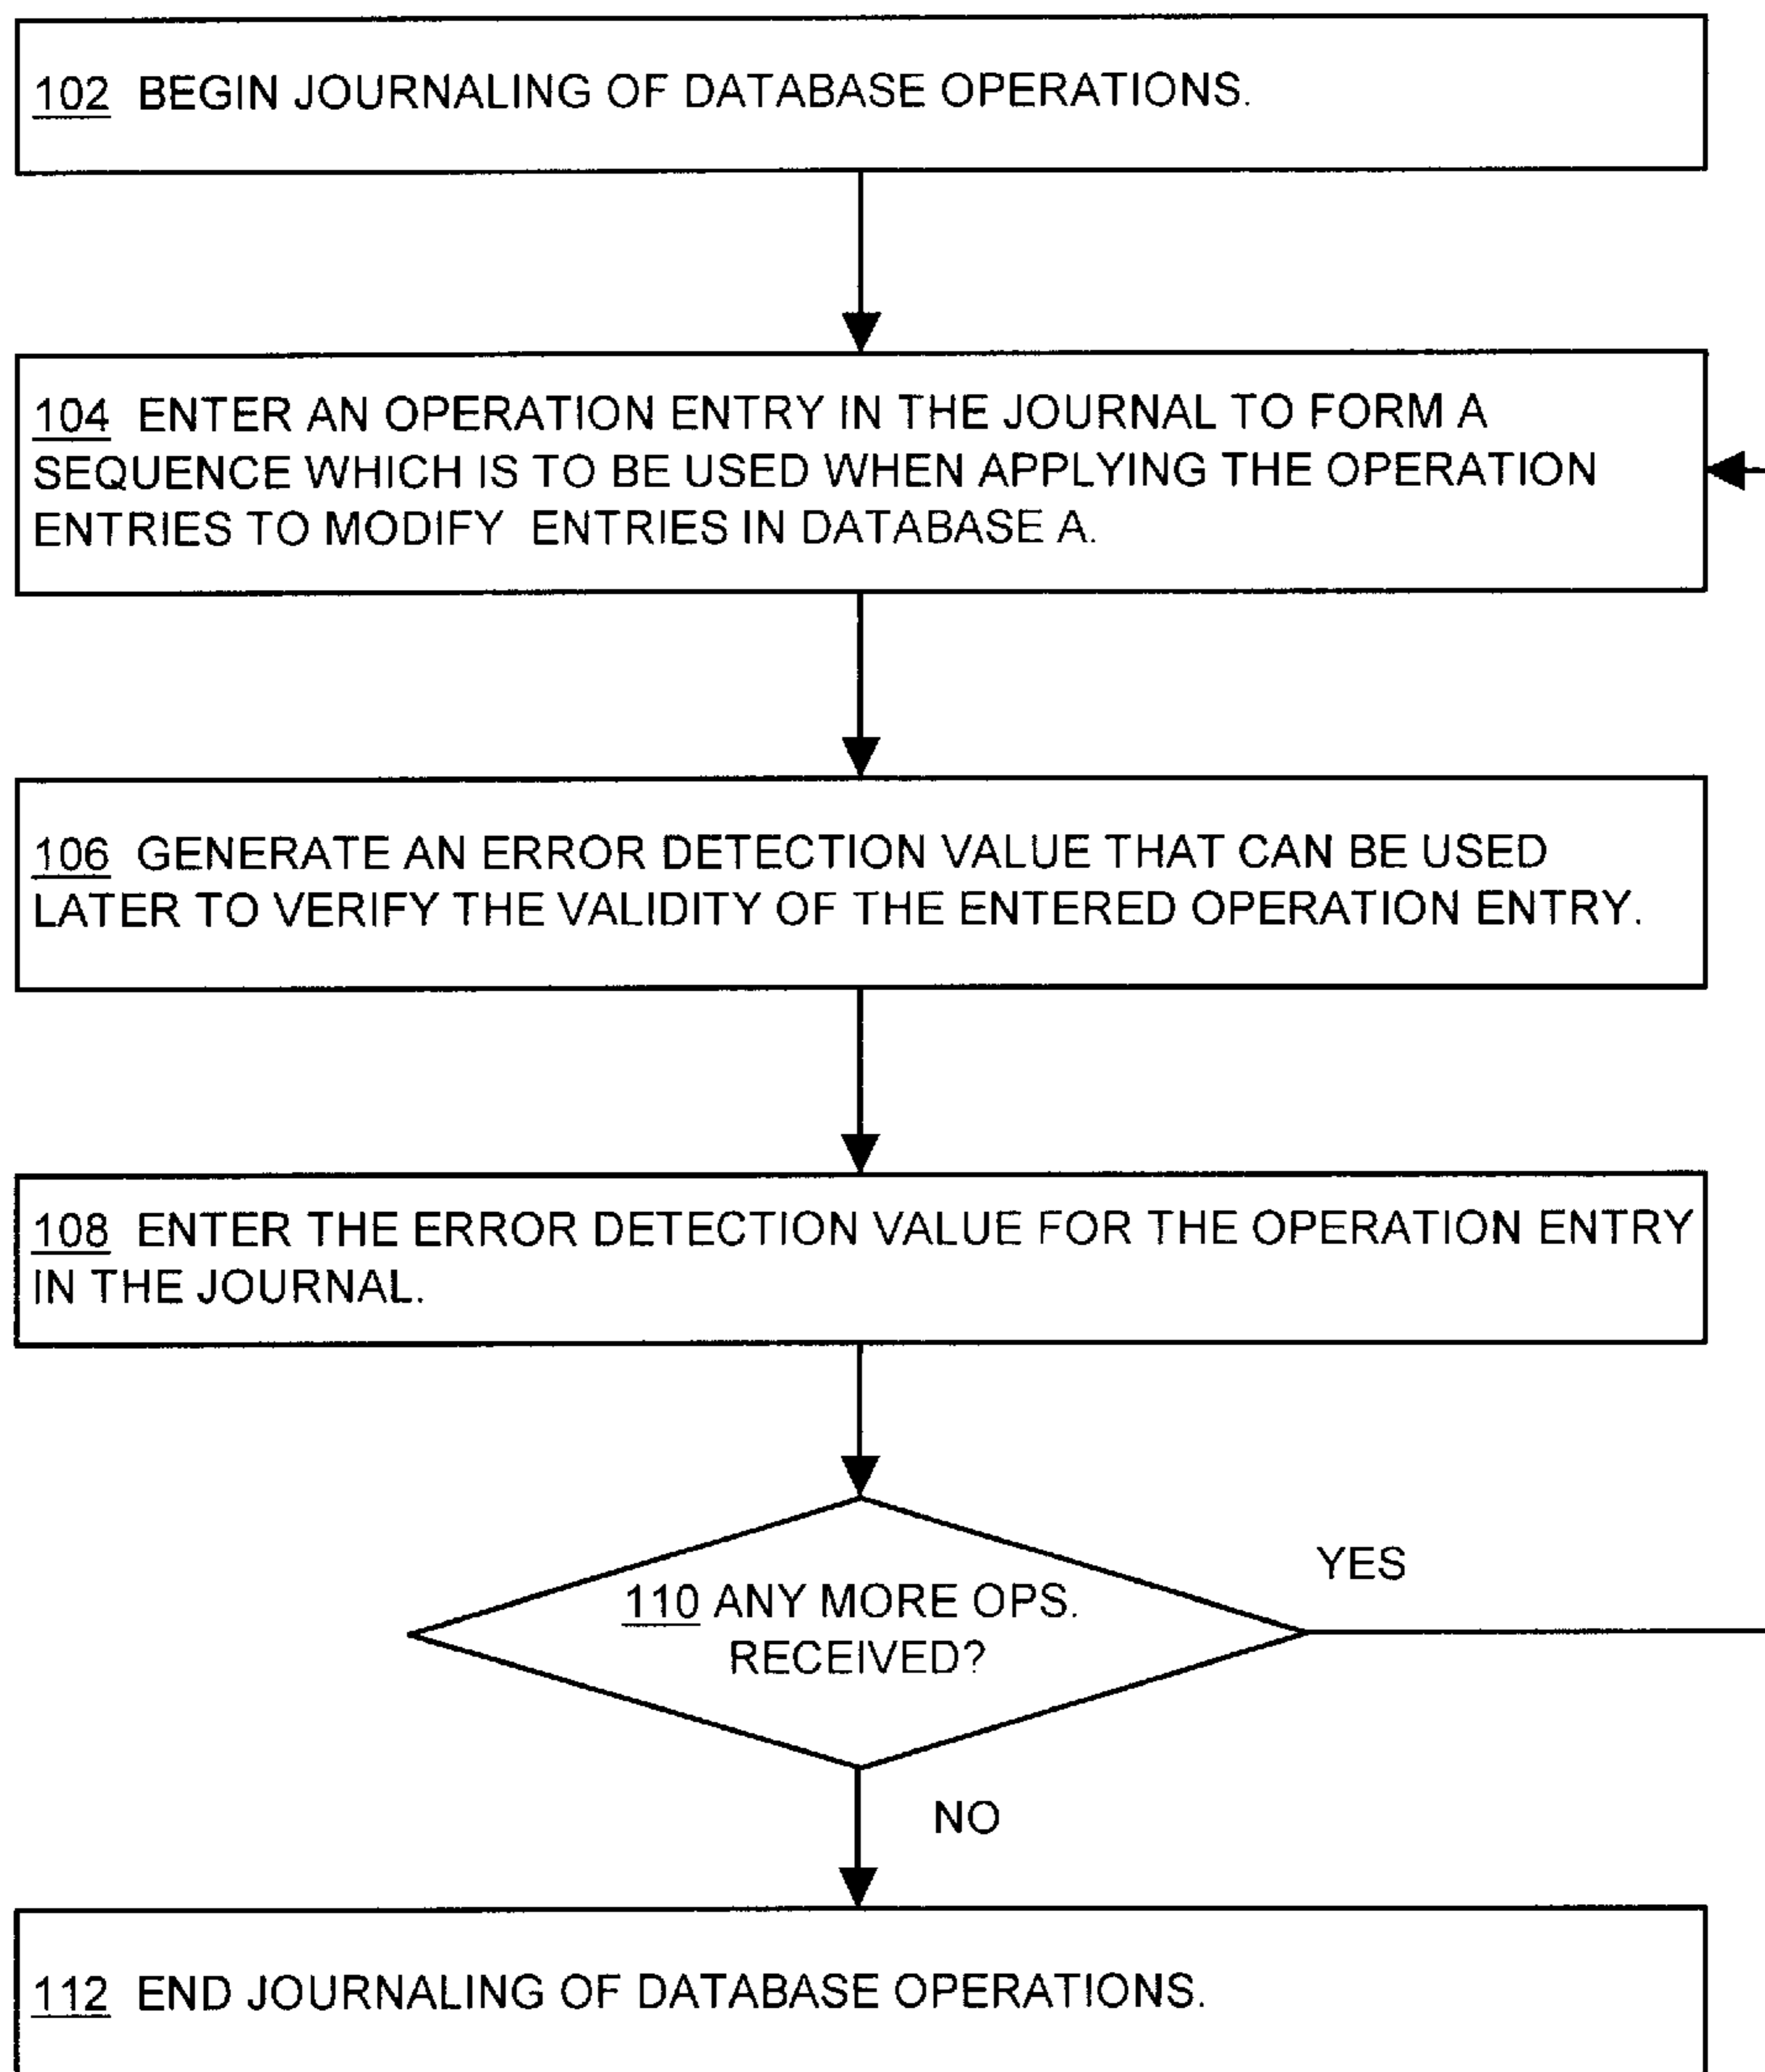 102 BEGIN JOURNALING OF DATABASE OPERATIONS.
104 ENTER AN OPERATION ENTRY IN THE JOURNAL TO FORM A
SEQUENCE WHICH IS TO BE USED WHEN APPLYING THE OPERATION
ENTRIES TO MODIFY ENTRIES IN DATABASE A.
106 GENERATE AN ERROR DETECTION VALUE THAT CAN BE USED
LATER TO VERIFY THE VALIDITY OF THE ENTERED OPERATION ENTRY.
108 ENTER THE ERROR DETECTION VALUE FOR THE OPERATION ENTRY
IN THE JOURNAL.
110 ANY MORE OPS.
RECEIVED?
YES
NO
112 END JOURNALING OF DATABASE OPERATIONS.